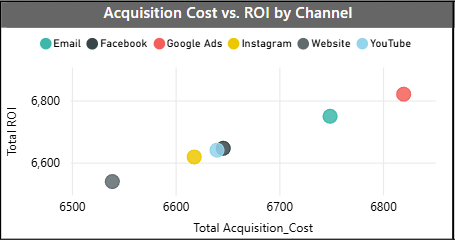 Acquisition Cost vs. ROI by Channel
Email Facebook Google Ads Instagram Website YouTube
Total ROI
6,800
6,600
6500 6600 6700 6800
Total Acquisition_Cost